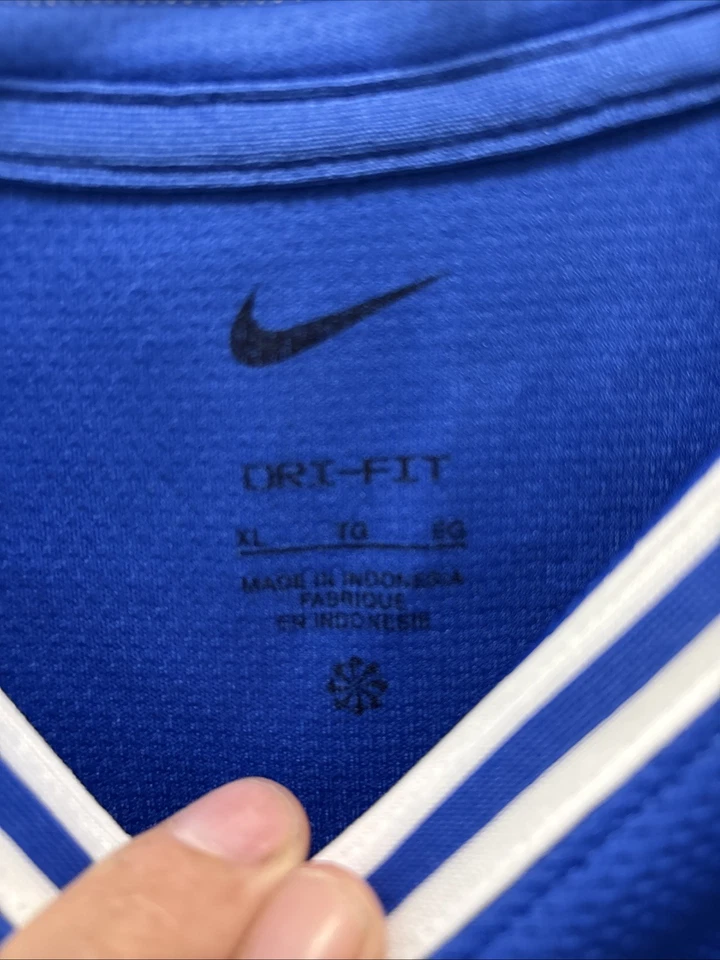 DRI-FIT
XL TG EG
MADE IN INDONESIA
FABRIQUE
EN INDONESIE